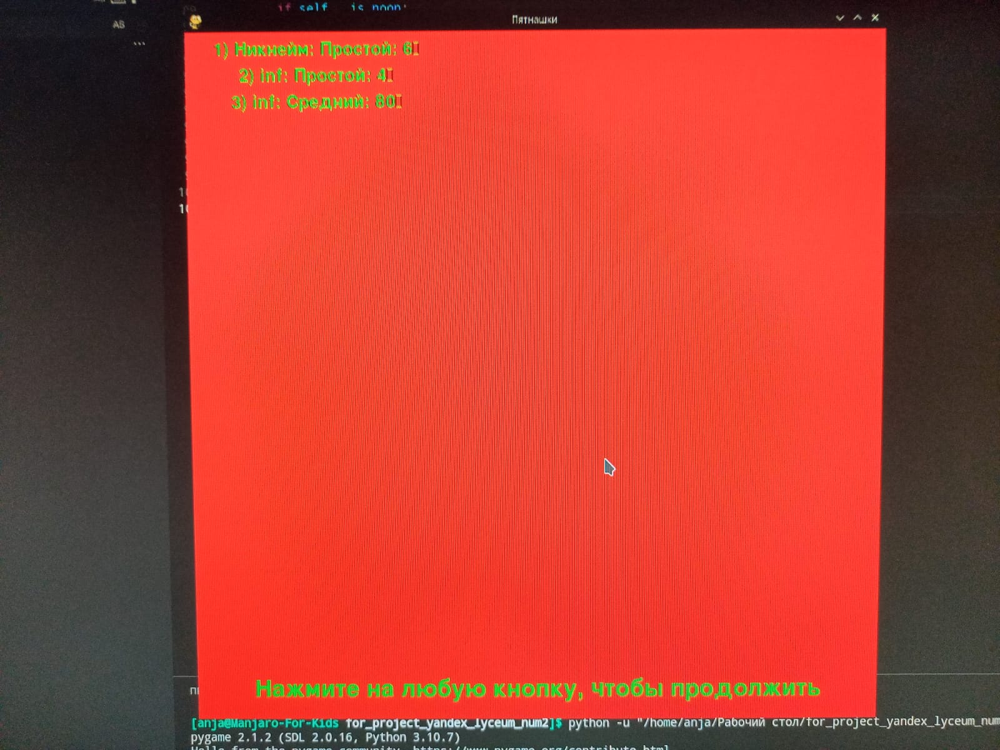 if self is noon:
AB
Пятнашки
1) Никнейм: Простой: 6
2) inf: Простой: 4
3) inf: Средний: 80
Нажмите на любую кнопку, чтобы продолжить
[anja@Manjaro-For-Kids for_project_yandex_lyceum_num2]$ python -u "/home/anja/Рабочий стол/for_project_yandex_lyceum_num
pygame 2.1.2 (SDL 2.0.16, Python 3.10.7)
Hello from the pygame community. https://www.pygame.org/contribute.html